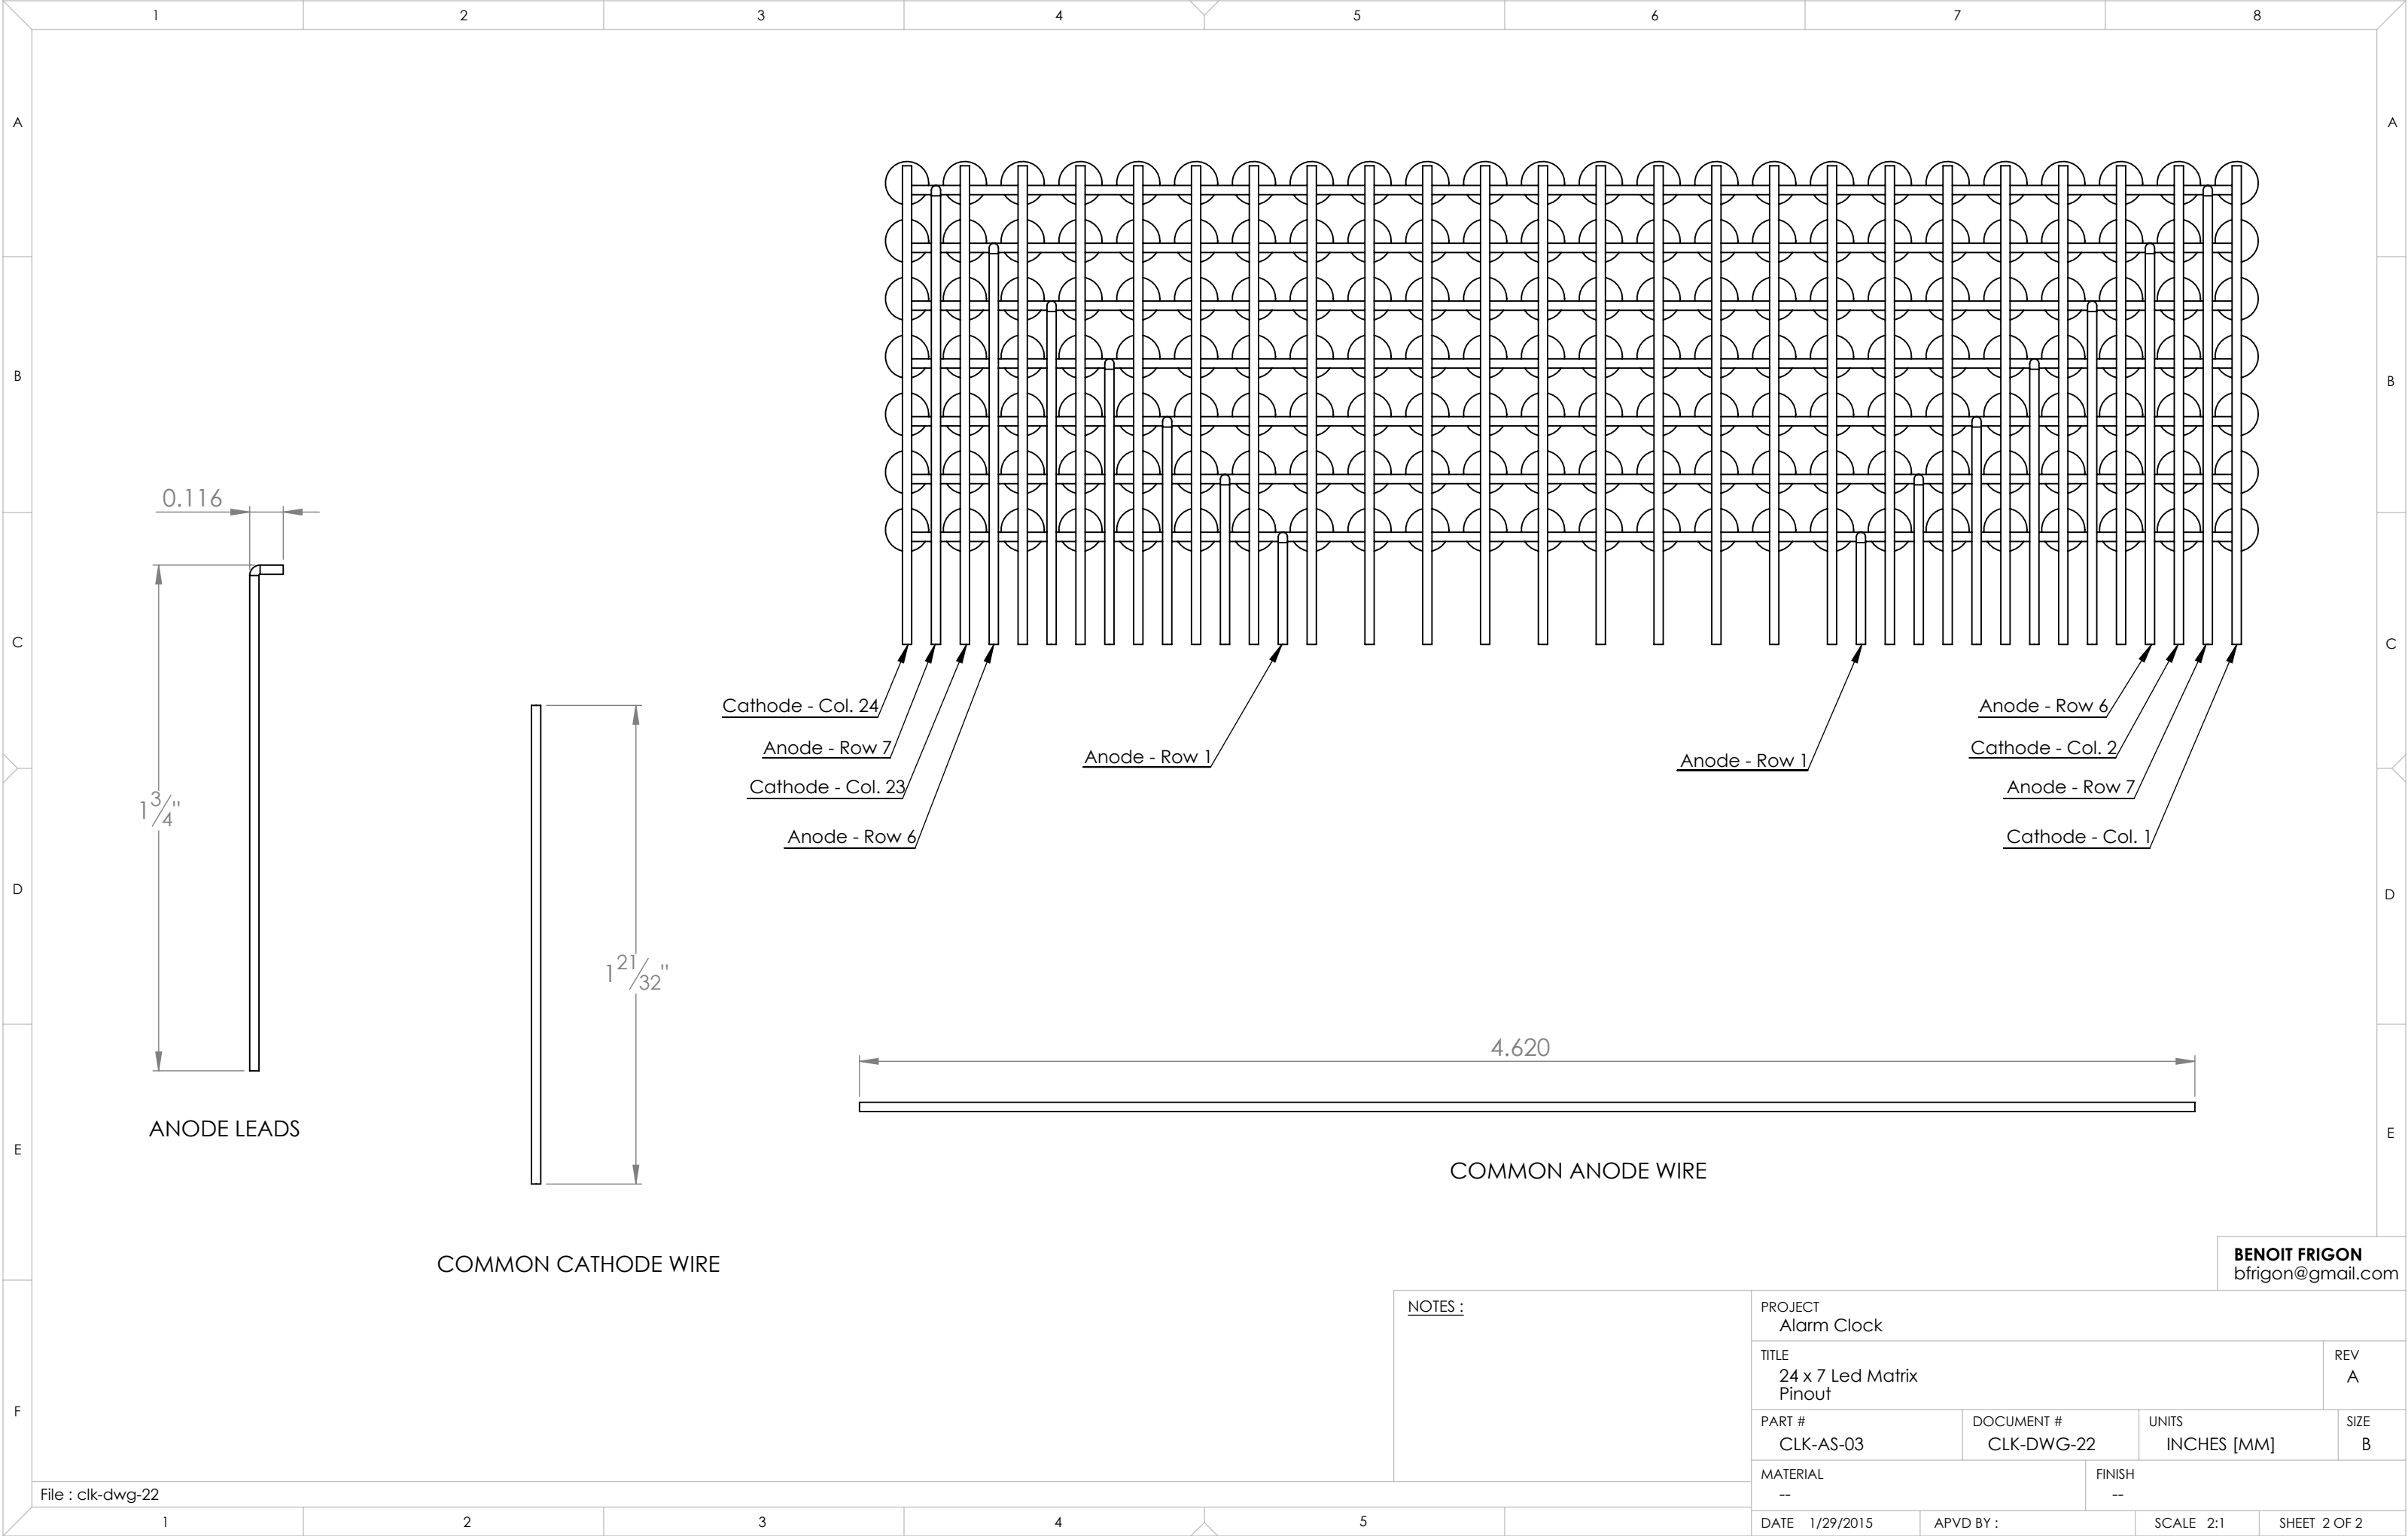 1 2 3 4 5 6 7 8
A A
B B
C C
D D
E E
F
0.116
1 3/4"
ANODE LEADS
1 21/32"
COMMON CATHODE WIRE
Cathode - Col. 24
Anode - Row 7
Cathode - Col. 23
Anode - Row 6
Anode - Row 1
Anode - Row 1
Anode - Row 6
Cathode - Col. 2
Anode - Row 7
Cathode - Col. 1
4.620
COMMON ANODE WIRE
BENOIT FRIGON
bfrigon@gmail.com
NOTES :
PROJECT
Alarm Clock
TITLE
24 x 7 Led Matrix
Pinout
REV
A
PART #
CLK-AS-03
DOCUMENT #
CLK-DWG-22
UNITS
INCHES [MM]
SIZE
B
MATERIAL
--
FINISH
--
DATE 1/29/2015
APVD BY :
SCALE 2:1
SHEET 2 OF 2
File : clk-dwg-22
1 2 3 4 5